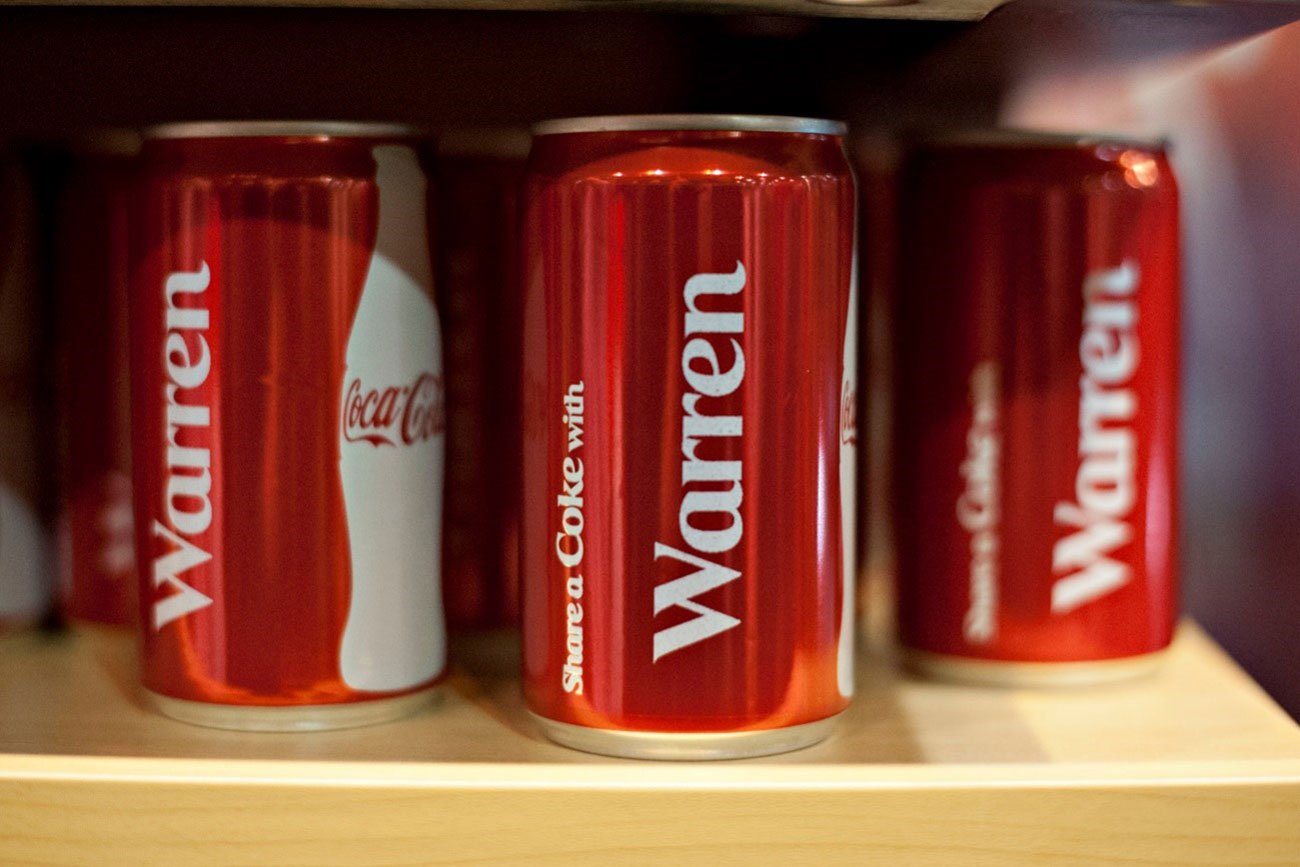 Warren
Coca-Cola
Share a Coke with
Warren
Share a Coke with
Warren